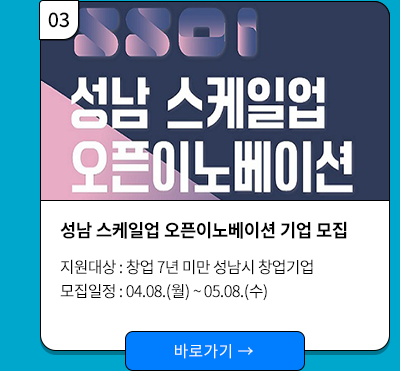 03
SSOI
성남 스케일업
오픈이노베이션
성남 스케일업 오픈이노베이션 기업 모집
지원대상 : 창업 7년 미만 성남시 창업기업
모집일정 : 04.08.(월) ~ 05.08.(수)
바로가기 →